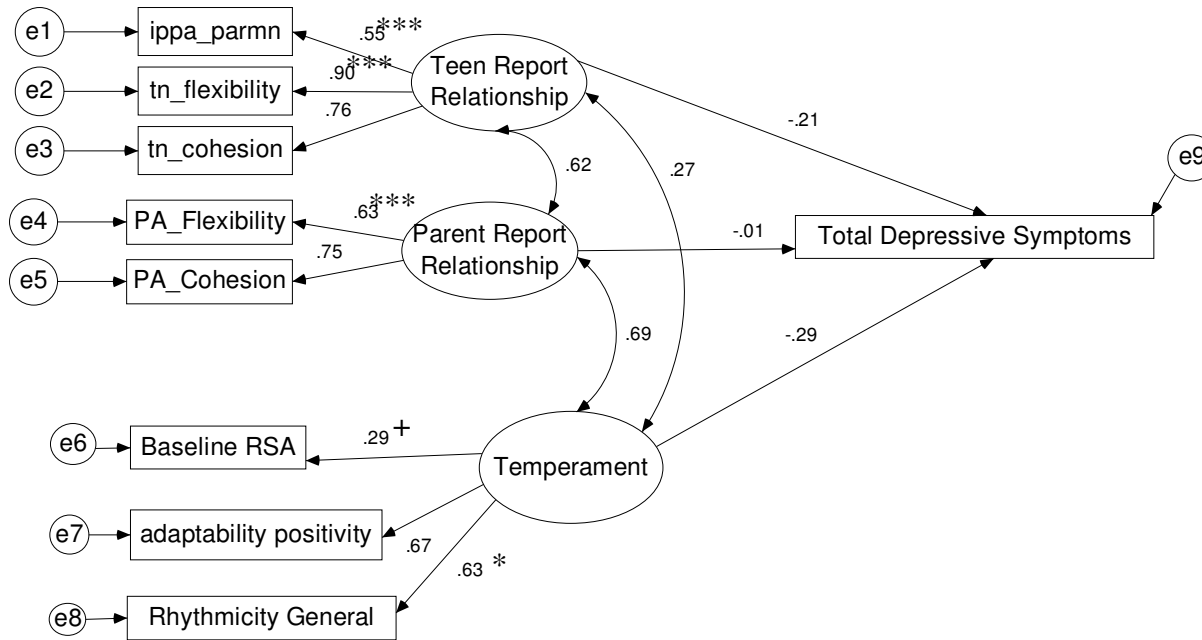 e1
ippa_parmn
.55***
Teen Report
Relationship
e2
tn_flexibility
.90***
e3
tn_cohesion
.76
-.21
.62
.27
e9
e4
PA_Flexibility
.63***
Parent Report
Relationship
-.01
Total Depressive Symptoms
e5
PA_Cohesion
.75
.69
-.29
e6
Baseline RSA
.29+
Temperament
e7
adaptability positivity
.67
.63 *
e8
Rhythmicity General